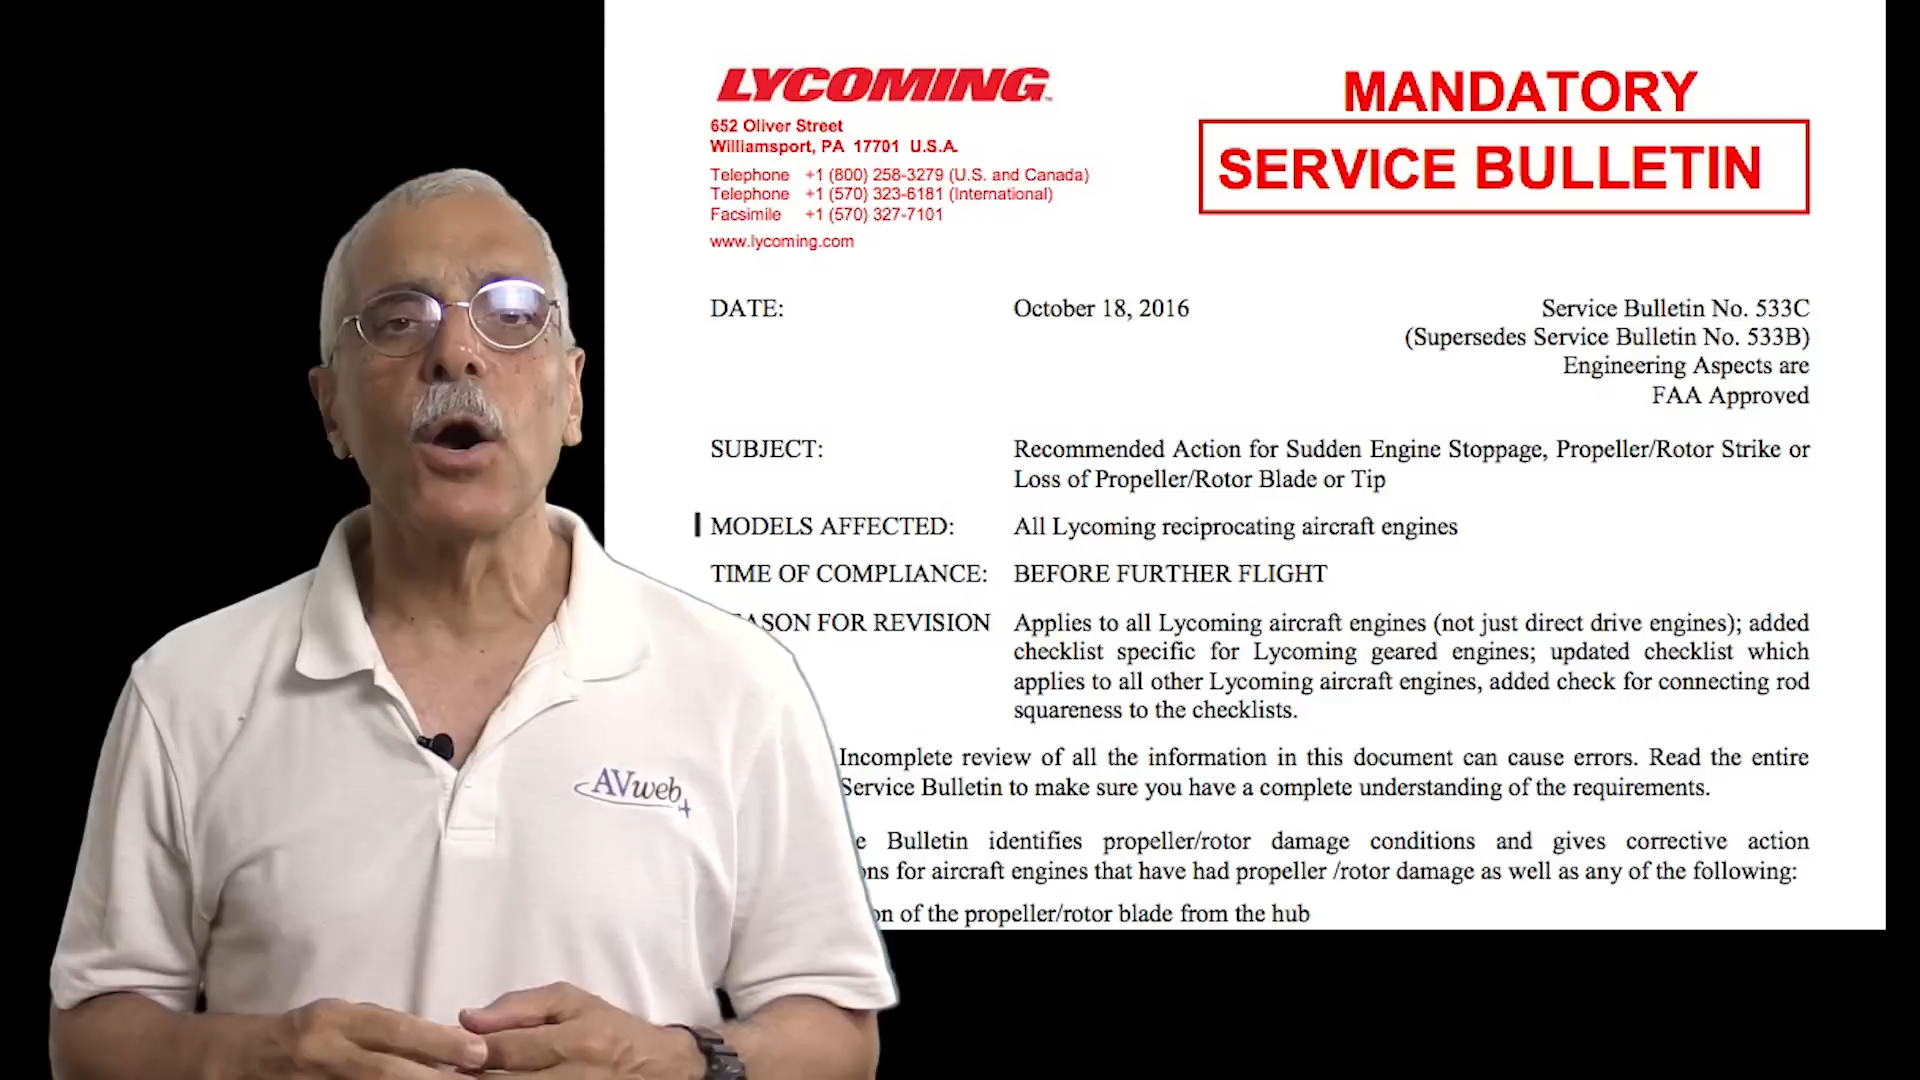 LYCOMING
652 Oliver Street
Williamsport, PA 17701 U.S.A.
Telephone +1 (800) 258-3279 (U.S. and Canada)
Telephone +1 (570) 323-6181 (International)
Facsimile +1 (570) 327-7101
www.lycoming.com
MANDATORY
SERVICE BULLETIN
DATE: October 18, 2016 Service Bulletin No. 533C
(Supersedes Service Bulletin No. 533B)
Engineering Aspects are
FAA Approved
SUBJECT: Recommended Action for Sudden Engine Stoppage, Propeller/Rotor Strike or
Loss of Propeller/Rotor Blade or Tip
MODELS AFFECTED: All Lycoming reciprocating aircraft engines
TIME OF COMPLIANCE: BEFORE FURTHER FLIGHT
FOR REVISION Applies to all Lycoming aircraft engines (not just direct drive engines); added
checklist specific for Lycoming geared engines; updated checklist which
applies to all other Lycoming aircraft engines, added check for connecting rod
squareness to the checklists.
Incomplete review of all the information in this document can cause errors. Read the entire
Service Bulletin to make sure you have a complete understanding of the requirements.
Bulletin identifies propeller/rotor damage conditions and gives corrective action
for aircraft engines that have had propeller /rotor damage as well as any of the following:
of the propeller/rotor blade from the hub
AVweb